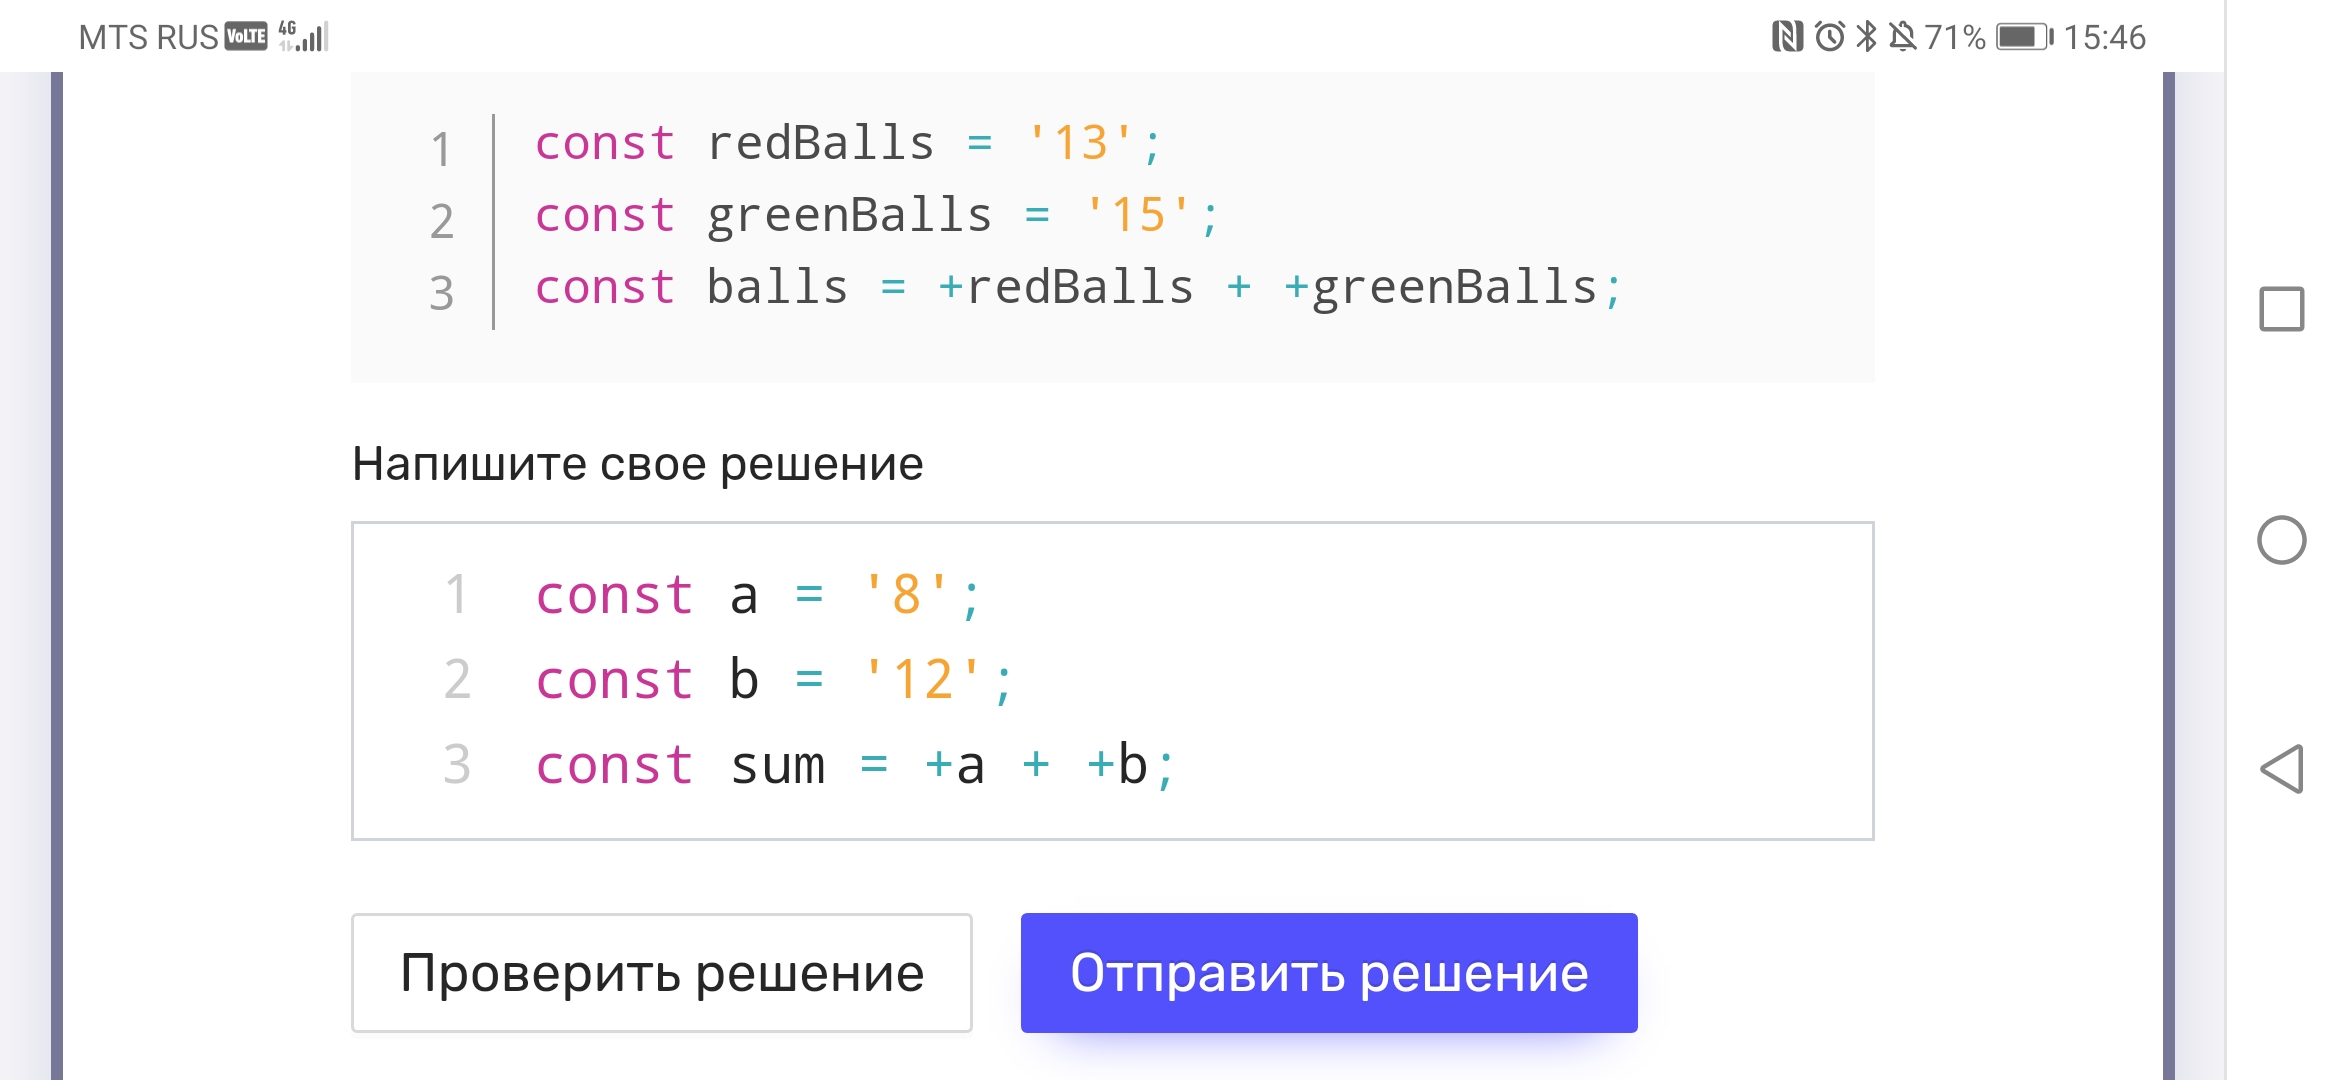 MTS RUS VoLTE 4G 71% 15:46
1 const redBalls = '13';
2 const greenBalls = '15';
3 const balls = +redBalls + +greenBalls;
Напишите свое решение
1 const a = '8';
2 const b = '12';
3 const sum = +a + +b;
Проверить решение Отправить решение